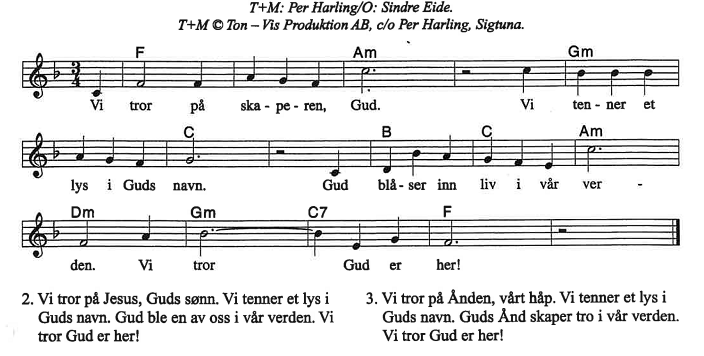 T+M: Per Harling/O: Sindre Eide.
T+M © Ton – Vis Produktion AB, c/o Per Harling, Sigtuna.
F Am Gm
3/4
Vi tror på ska - pe - ren, Gud. Vi ten - ner et
C B C Am
lys i Guds navn. Gud blå - ser inn liv i vår ver -
Dm Gm C7 F
den. Vi tror Gud er her!
2. Vi tror på Jesus, Guds sønn. Vi tenner et lys i
Guds navn. Gud ble en av oss i vår verden. Vi
tror Gud er her!
3. Vi tror på Ånden, vårt håp. Vi tenner et lys i
Guds navn. Guds Ånd skaper tro i vår verden.
Vi tror Gud er her!